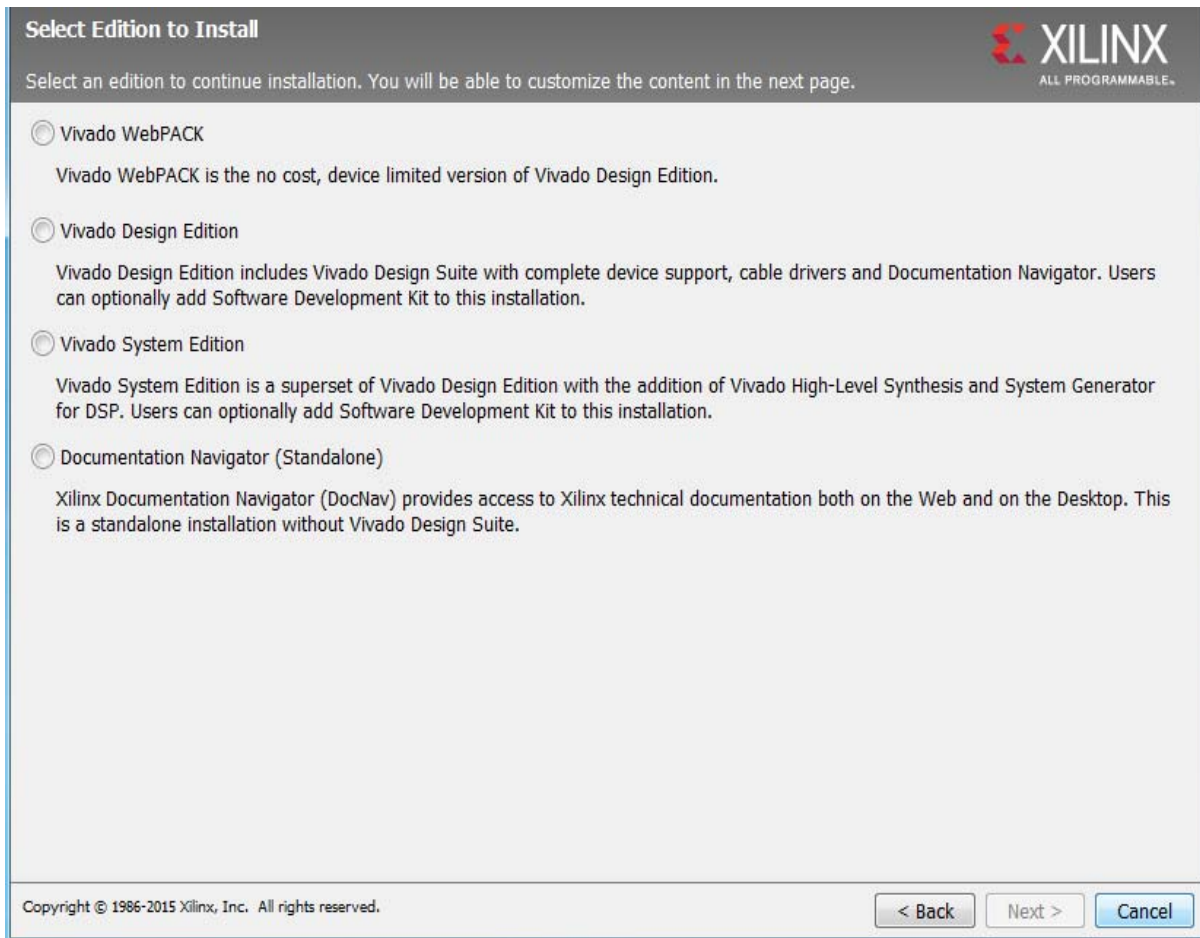 Select Edition to Install
XILINX
ALL PROGRAMMABLE™
Select an edition to continue installation. You will be able to customize the content in the next page.
Vivado WebPACK
Vivado WebPACK is the no cost, device limited version of Vivado Design Edition.
Vivado Design Edition
Vivado Design Edition includes Vivado Design Suite with complete device support, cable drivers and Documentation Navigator. Users
can optionally add Software Development Kit to this installation.
Vivado System Edition
Vivado System Edition is a superset of Vivado Design Edition with the addition of Vivado High-Level Synthesis and System Generator
for DSP. Users can optionally add Software Development Kit to this installation.
Documentation Navigator (Standalone)
Xilinx Documentation Navigator (DocNav) provides access to Xilinx technical documentation both on the Web and on the Desktop. This
is a standalone installation without Vivado Design Suite.
Copyright © 1986-2015 Xilinx, Inc. All rights reserved.
< Back
Next >
Cancel